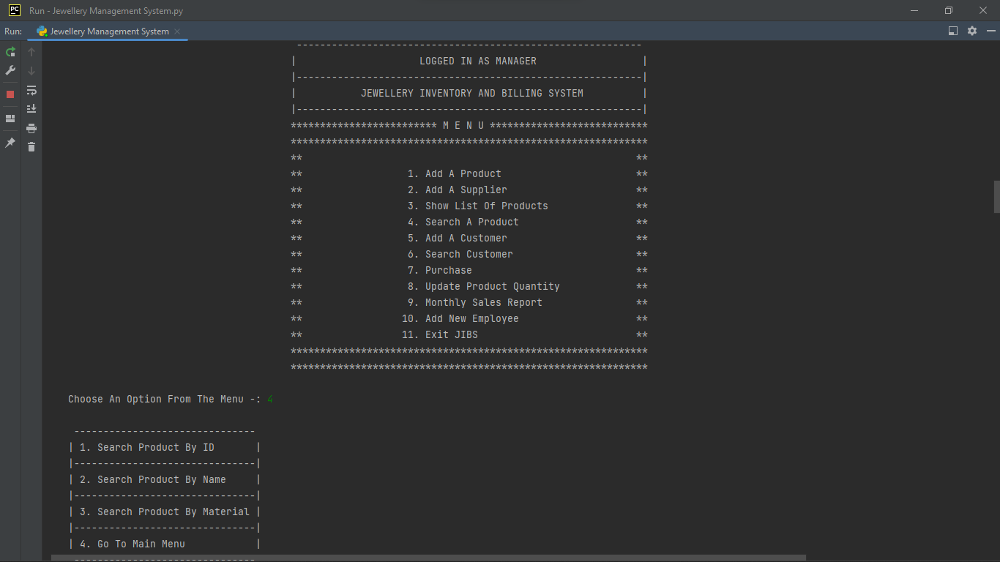 PC Run - Jewellery Management System.py
Run: Jewellery Management System
-----------------------------------------------------------
| LOGGED IN AS MANAGER |
|-----------------------------------------------------------|
| JEWELLERY INVENTORY AND BILLING SYSTEM |
|-----------------------------------------------------------|
************************* M E N U ***************************
*************************************************************
** **
** 1. Add A Product **
** 2. Add A Supplier **
** 3. Show List Of Products **
** 4. Search A Product **
** 5. Add A Customer **
** 6. Search Customer **
** 7. Purchase **
** 8. Update Product Quantity **
** 9. Monthly Sales Report **
** 10. Add New Employee **
** 11. Exit JIBS **
*************************************************************
*************************************************************
Choose An Option From The Menu -: 4
-------------------------------
| 1. Search Product By ID |
|-------------------------------|
| 2. Search Product By Name |
|-------------------------------|
| 3. Search Product By Material |
|-------------------------------|
| 4. Go To Main Menu |
-------------------------------